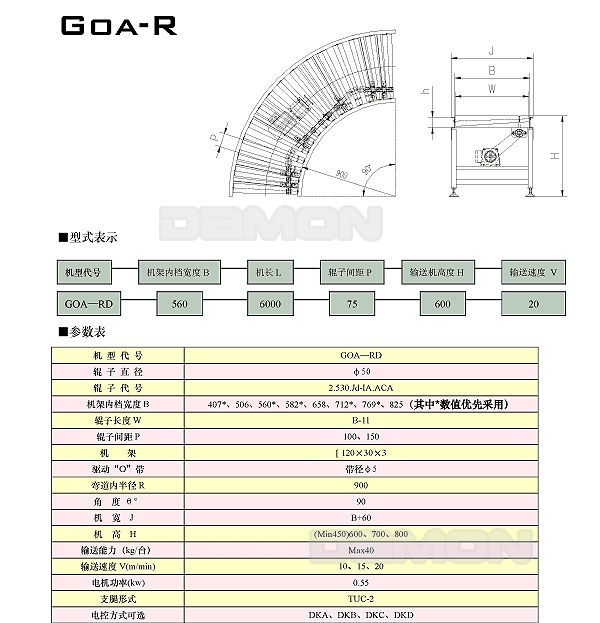 GOA-R
J
B
W
h
H
P
900
90°
DAMON
■型式表示
机型代号 机架内档宽度 B 机长 L 辊子间距 P 输送机高度 H 输送速度 V
GOA—RD 560 6000 75 600 20
■参数表
机 型 代 号 GOA—RD
辊 子 直 径 φ50
辊 子 代 号 2.530.Jd-IA.ACA
机架内档宽度 B 407*、506、560*、582*、658、712*、769*、825 (其中*数值优先采用)
辊子长度 W B-11
辊子间距 P 100、150
机 架 [ 120×30×3
驱动“O”带 带径φ5
弯道内半径 R 900
角 度 θ° 90
机 宽 J B+60
机 高 H (Min450)600、700、800
输送能力 (kg/台) Max40
输送速度 V(m/min) 10、15、20
电机功率(kw) 0.55
支腿形式 TUC-2
电控方式可选 DKA、DKB、DKC、DKD
DAMON